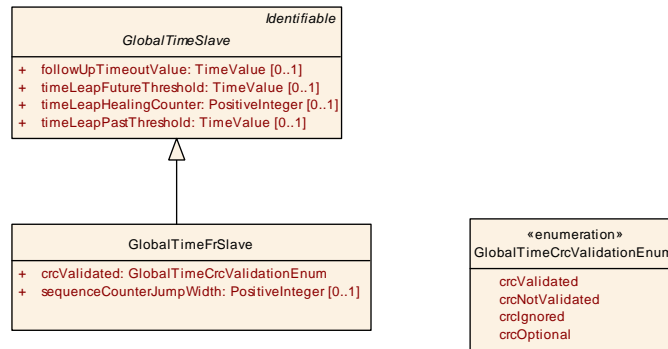 Identifiable
GlobalTimeSlave
+ followUpTimeoutValue: TimeValue [0..1]
+ timeLeapFutureThreshold: TimeValue [0..1]
+ timeLeapHealingCounter: PositiveInteger [0..1]
+ timeLeapPastThreshold: TimeValue [0..1]
GlobalTimeFrSlave
+ crcValidated: GlobalTimeCrcValidationEnum
+ sequenceCounterJumpWidth: PositiveInteger [0..1]
«enumeration»
GlobalTimeCrcValidationEnum
crcValidated
crcNotValidated
crcIgnored
crcOptional